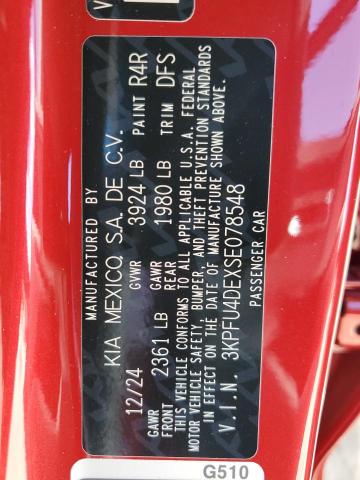 MANUFACTURED BY
KIA MEXICO, S.A. DE C.V.
12/24 GVWR 3924 LB PAINT R4R
GAWR 2361 LB GAWR REAR 1980 LB TRIM DFS
THIS VEHICLE CONFORMS TO ALL APPLICABLE U.S.A. FEDERAL
MOTOR VEHICLE SAFETY, BUMPER, AND THEFT PREVENTION STANDARDS
IN EFFECT ON THE DATE OF MANUFACTURE SHOWN ABOVE.
V.I.N. 3KPFU4DEXSE078548
PASSENGER CAR
G510
V